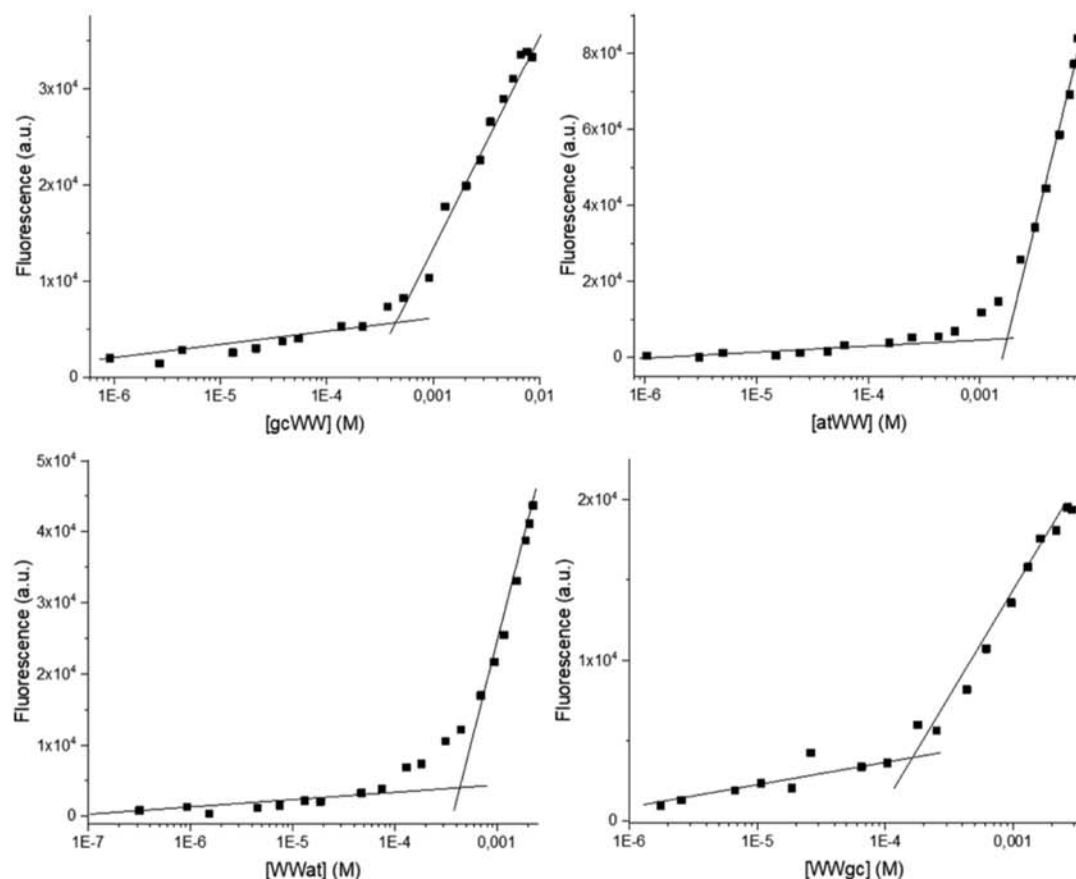 3x10⁴
2x10⁴
1x10⁴
0
Fluorescence (a.u.)
1E-6 1E-5 1E-4 0,001 0,01
[gcWW] (M)
8x10⁴
6x10⁴
4x10⁴
2x10⁴
0
Fluorescence (a.u.)
1E-6 1E-5 1E-4 0,001
[atWW] (M)
5x10⁴
4x10⁴
3x10⁴
2x10⁴
1x10⁴
0
Fluorescence (a.u.)
1E-7 1E-6 1E-5 1E-4 0,001
[WWat] (M)
2x10⁴
1x10⁴
0
Fluorescence (a.u.)
1E-6 1E-5 1E-4 0,001
[WWgc] (M)